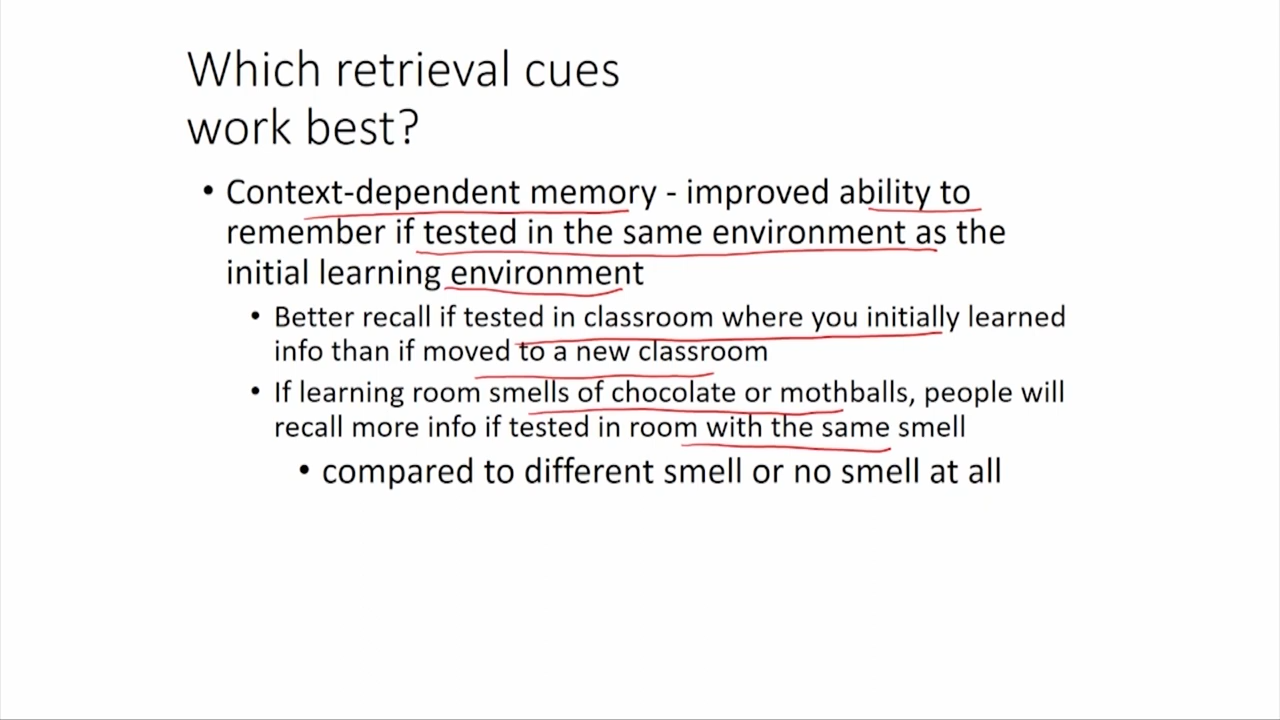 Which retrieval cues
work best?
• Context-dependent memory - improved ability to
remember if tested in the same environment as the
initial learning environment
• Better recall if tested in classroom where you initially learned
info than if moved to a new classroom
• If learning room smells of chocolate or mothballs, people will
recall more info if tested in room with the same smell
• compared to different smell or no smell at all